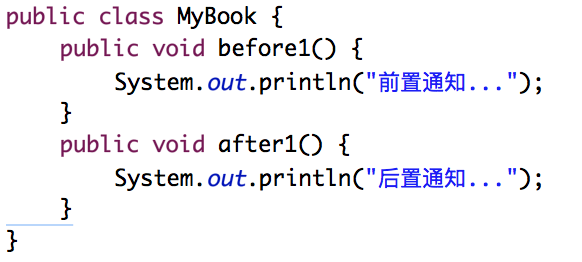 public class MyBook {
    public void before1() {
        System.out.println("前置通知...");
    }
    public void after1() {
        System.out.println("后置通知...");
    }
}